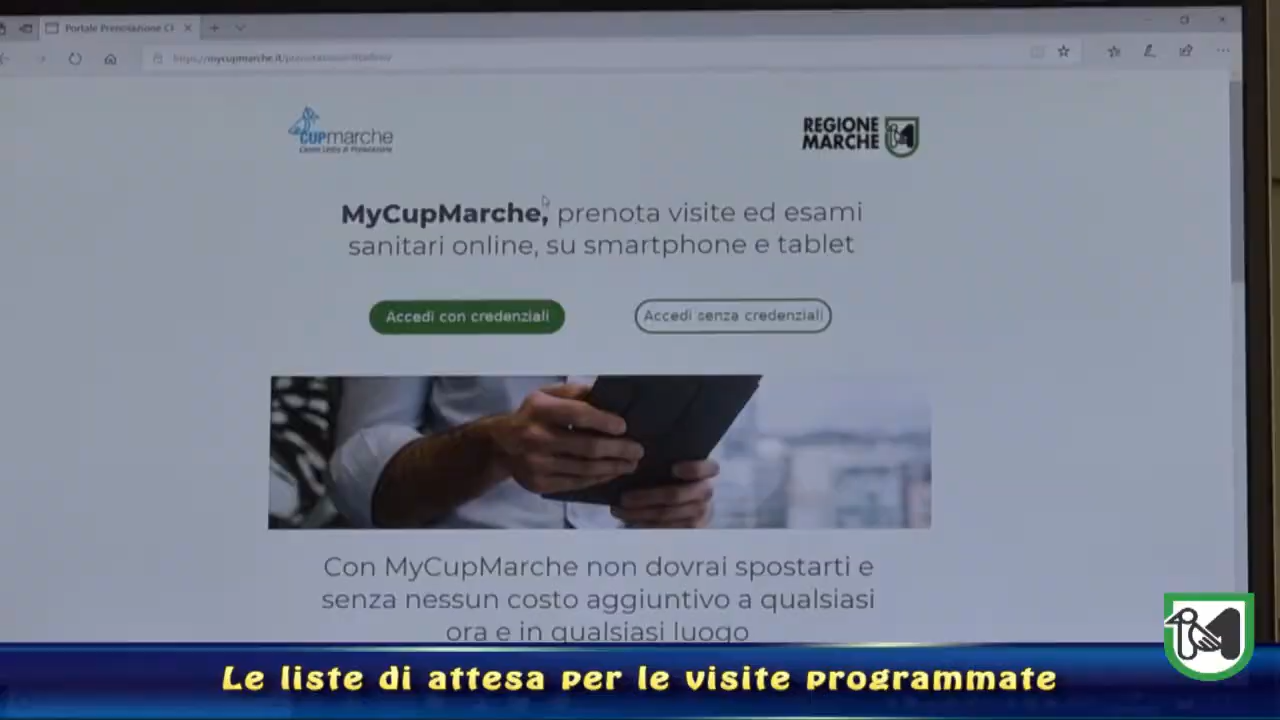 Portale Prenotazione C
CUPmarche
REGIONE
MARCHE
MyCupMarche, prenota visite ed esami
sanitari online, su smartphone e tablet
Accedi con credenziali
Accedi senza credenziali
Con MyCupMarche non dovrai spostarti e
senza nessun costo aggiuntivo a qualsiasi
ora e in qualsiasi luogo
Le liste di attesa per le visite programmate